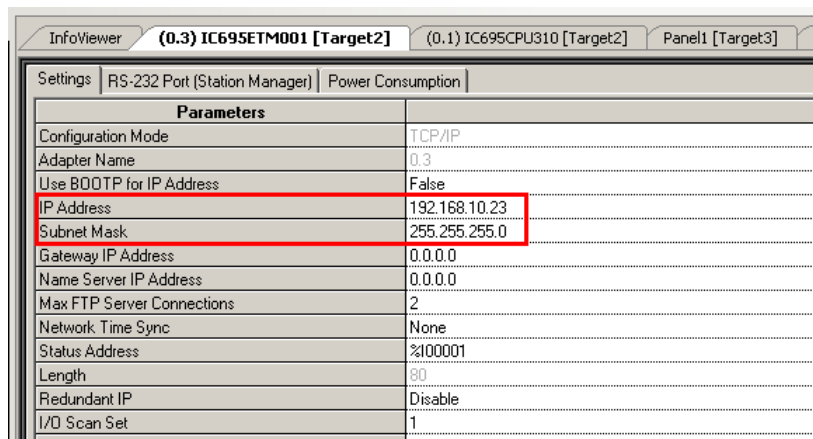 InfoViewer (0.3) IC695ETM001 [Target2] (0.1) IC695CPU310 [Target2] Panel1 [Target3]
Settings RS-232 Port (Station Manager) Power Consumption
Parameters
Configuration Mode TCP/IP
Adapter Name 0.3
Use BOOTP for IP Address False
IP Address 192.168.10.23
Subnet Mask 255.255.255.0
Gateway IP Address 0.0.0.0
Name Server IP Address 0.0.0.0
Max FTP Server Connections 2
Network Time Sync None
Status Address %I00001
Length 80
Redundant IP Disable
I/O Scan Set 1